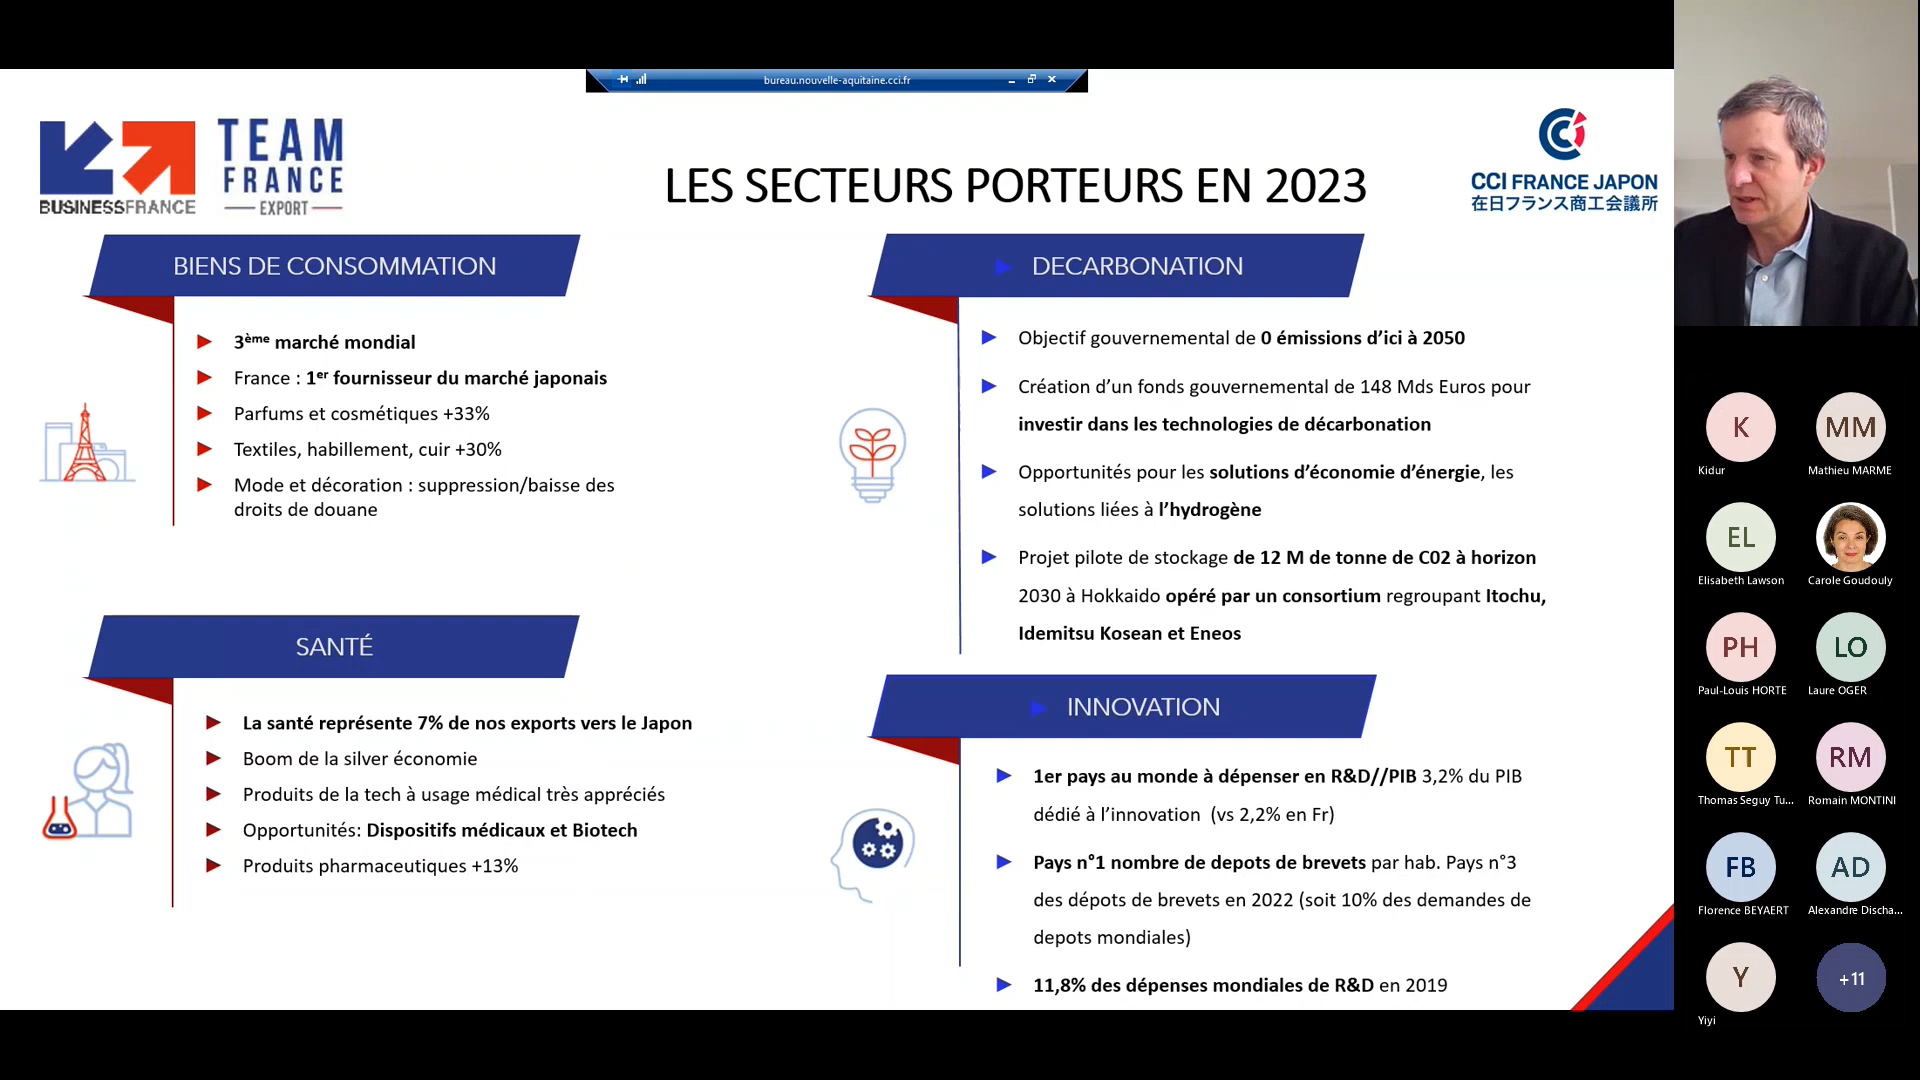 bureau.nouvelle-aquitaine.cci.fr
BUSINESSFRANCE
TEAM
FRANCE
EXPORT
LES SECTEURS PORTEURS EN 2023
CCI FRANCE JAPON
在日フランス商工会議所
BIENS DE CONSOMMATION
3ème marché mondial
France : 1er fournisseur du marché japonais
Parfums et cosmétiques +33%
Textiles, habillement, cuir +30%
Mode et décoration : suppression/baisse des
droits de douane
SANTÉ
La santé représente 7% de nos exports vers le Japon
Boom de la silver économie
Produits de la tech à usage médical très appréciés
Opportunités: Dispositifs médicaux et Biotech
Produits pharmaceutiques +13%
DECARBONATION
Objectif gouvernemental de 0 émissions d’ici à 2050
Création d’un fonds gouvernemental de 148 Mds Euros pour
investir dans les technologies de décarbonation
Opportunités pour les solutions d’économie d’énergie, les
solutions liées à l’hydrogène
Projet pilote de stockage de 12 M de tonne de C02 à horizon
2030 à Hokkaido opéré par un consortium regroupant Itochu,
Idemitsu Kosean et Eneos
INNOVATION
1er pays au monde à dépenser en R&D//PIB 3,2% du PIB
dédié à l’innovation (vs 2,2% en Fr)
Pays n°1 nombre de depots de brevets par hab. Pays n°3
des dépots de brevets en 2022 (soit 10% des demandes de
depots mondiales)
11,8% des dépenses mondiales de R&D en 2019
K
Kidur
MM
Mathieu MARME
EL
Elisabeth Lawson
Carole Goudouly
PH
Paul-Louis HORTE
LO
Laure OGER
TT
Thomas Seguy Tu...
RM
Romain MONTINI
FB
Florence BEYAERT
AD
Alexandre Discha...
Y
Yiyi
+11